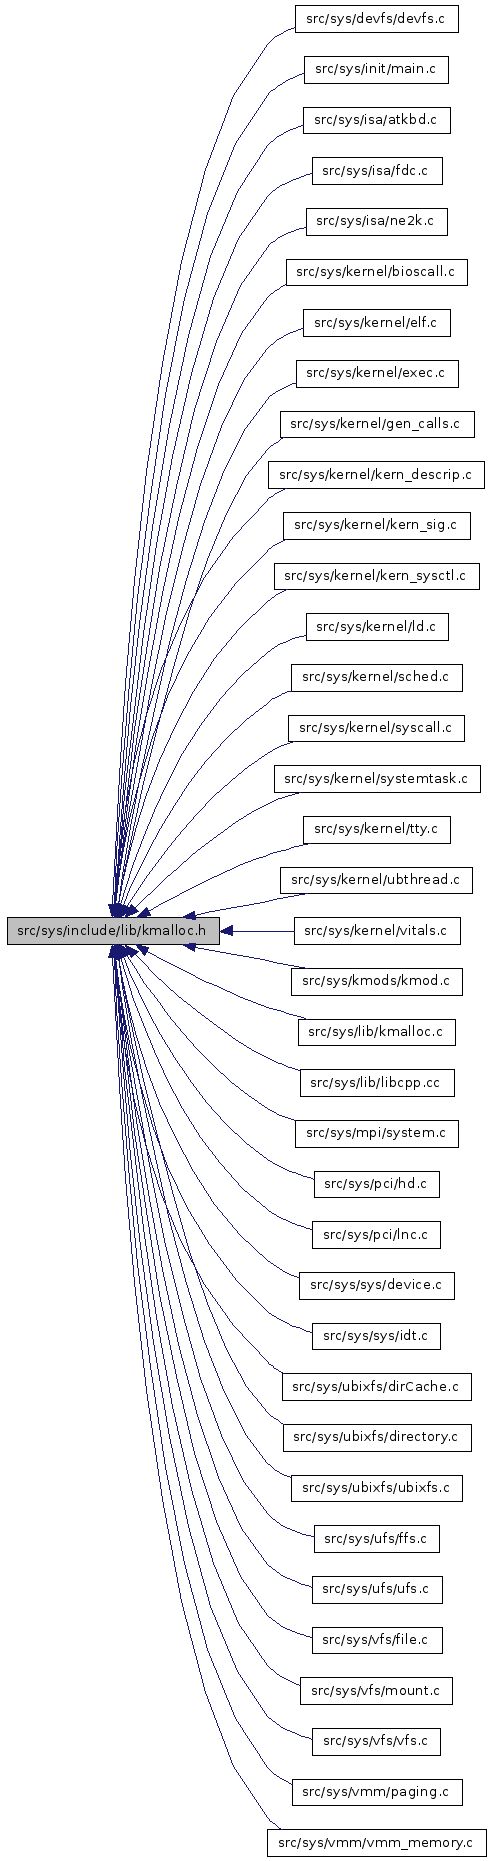 src/sys/devfs/devfs.c
src/sys/init/main.c
src/sys/isa/atkbd.c
src/sys/isa/fdc.c
src/sys/isa/ne2k.c
src/sys/kernel/bioscall.c
src/sys/kernel/elf.c
src/sys/kernel/exec.c
src/sys/kernel/gen_calls.c
src/sys/kernel/kern_descrip.c
src/sys/kernel/kern_sig.c
src/sys/kernel/kern_sysctl.c
src/sys/kernel/ld.c
src/sys/kernel/sched.c
src/sys/kernel/syscall.c
src/sys/kernel/systemtask.c
src/sys/kernel/tty.c
src/sys/kernel/ubthread.c
src/sys/include/lib/kmalloc.h
src/sys/kernel/vitals.c
src/sys/kmods/kmod.c
src/sys/lib/kmalloc.c
src/sys/lib/libcpp.cc
src/sys/mpi/system.c
src/sys/pci/hd.c
src/sys/pci/lnc.c
src/sys/sys/device.c
src/sys/sys/idt.c
src/sys/ubixfs/dirCache.c
src/sys/ubixfs/directory.c
src/sys/ubixfs/ubixfs.c
src/sys/ufs/ffs.c
src/sys/ufs/ufs.c
src/sys/vfs/file.c
src/sys/vfs/mount.c
src/sys/vfs/vfs.c
src/sys/vmm/paging.c
src/sys/vmm/vmm_memory.c